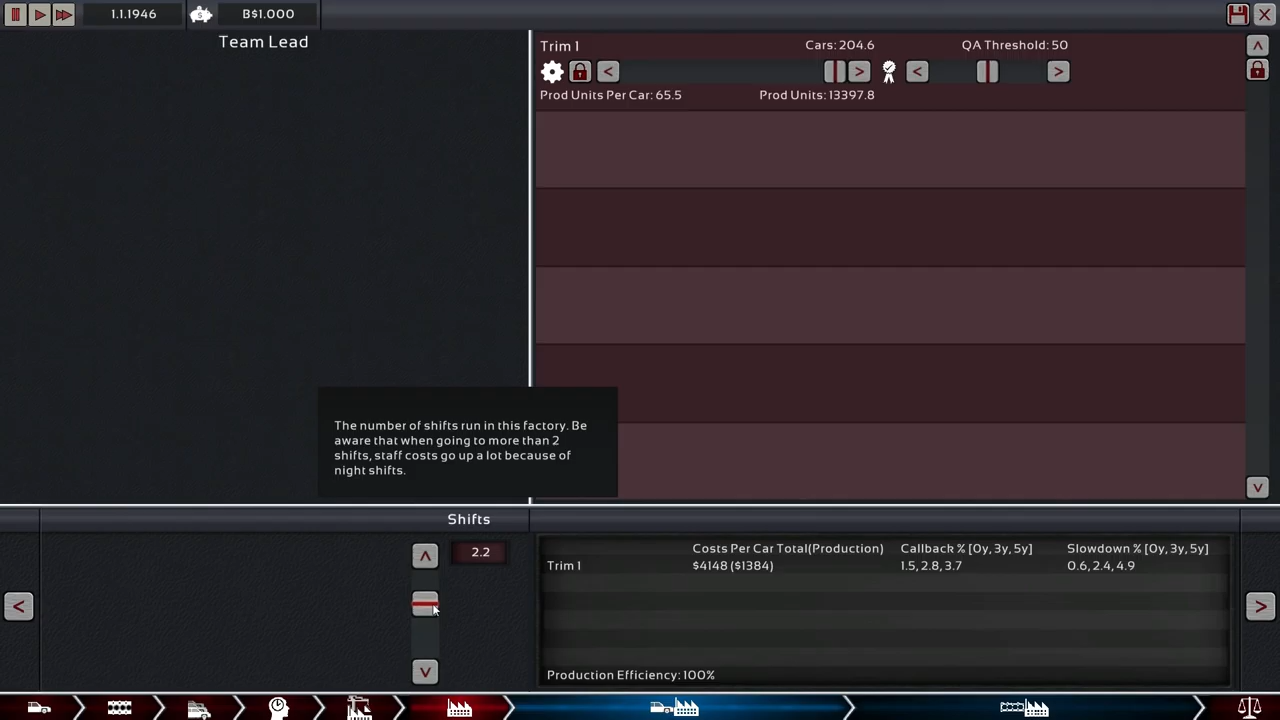 1.1.1946
B$1.000
Team Lead
Trim 1
Cars: 204.6
QA Threshold: 50
Prod Units Per Car: 65.5
Prod Units: 13397.8
The number of shifts run in this factory. Be
aware that when going to more than 2
shifts, staff costs go up a lot because of
night shifts.
Shifts
2.2
Costs Per Car Total(Production)
Callback % [0y, 3y, 5y]
Slowdown % [0y, 3y, 5y]
Trim 1
$4148 ($1384)
1.5, 2.8, 3.7
0.6, 2.4, 4.9
Production Efficiency: 100%